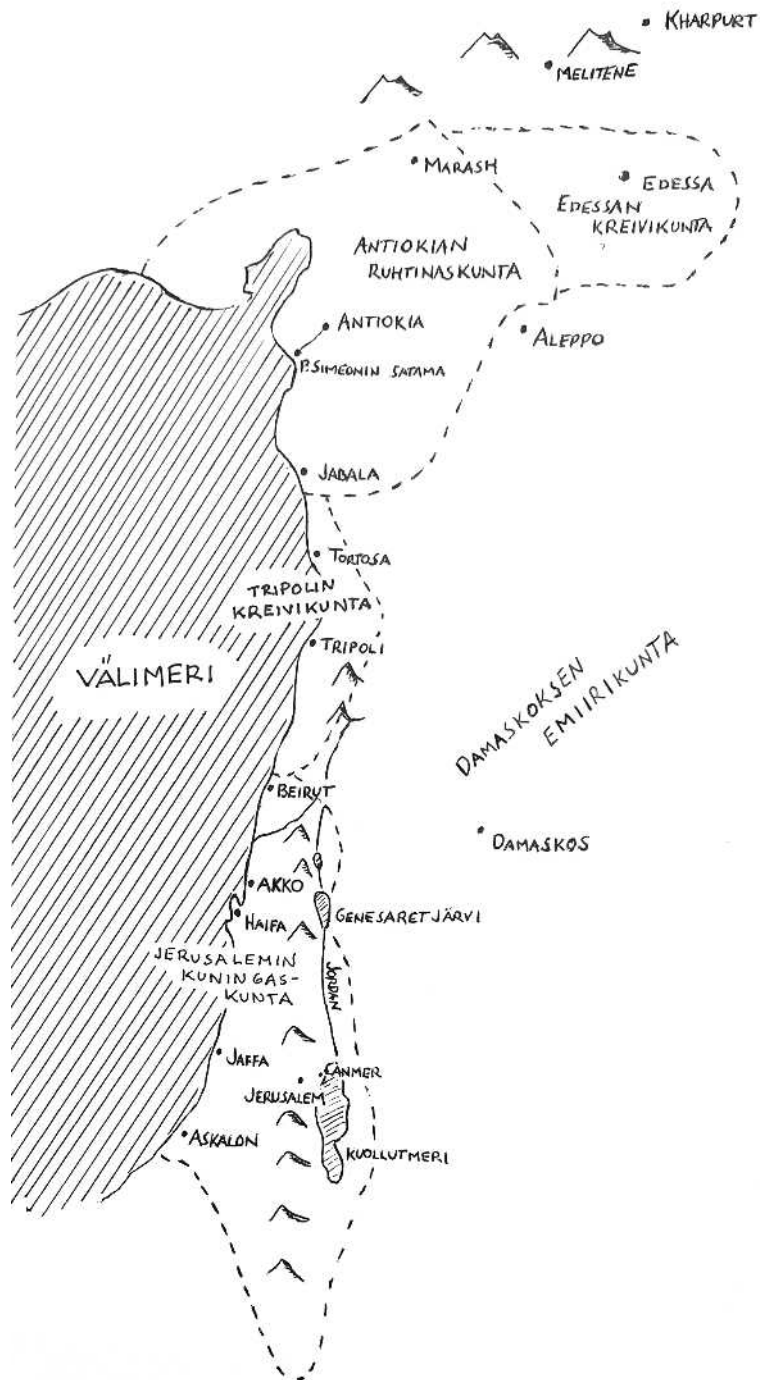 KHARPURT
MELITENE
MARASH
EDESSA
EDESSAN
KREIVIKUNTA
ANTIOKIAN
RUHTINASKUNTA
ANTIOKIA
ALEPPO
P.SIMEONIN SATAMA
JABALA
TORTOSA
TRIPOLIN
KREIVIKUNTA
TRIPOLI
VÄLIMERI
DAMASKOKSEN
EMIIRIKUNTA
BEIRUT
DAMASKOS
AKKO
HAIFA
GENESARETJÄRVI
JERUSALEMIN
KUNINGAS-
KUNTA
JORDAN
JAFFA
LANMER
JERUSALEM
ASKALON
KUOLLUTMERI